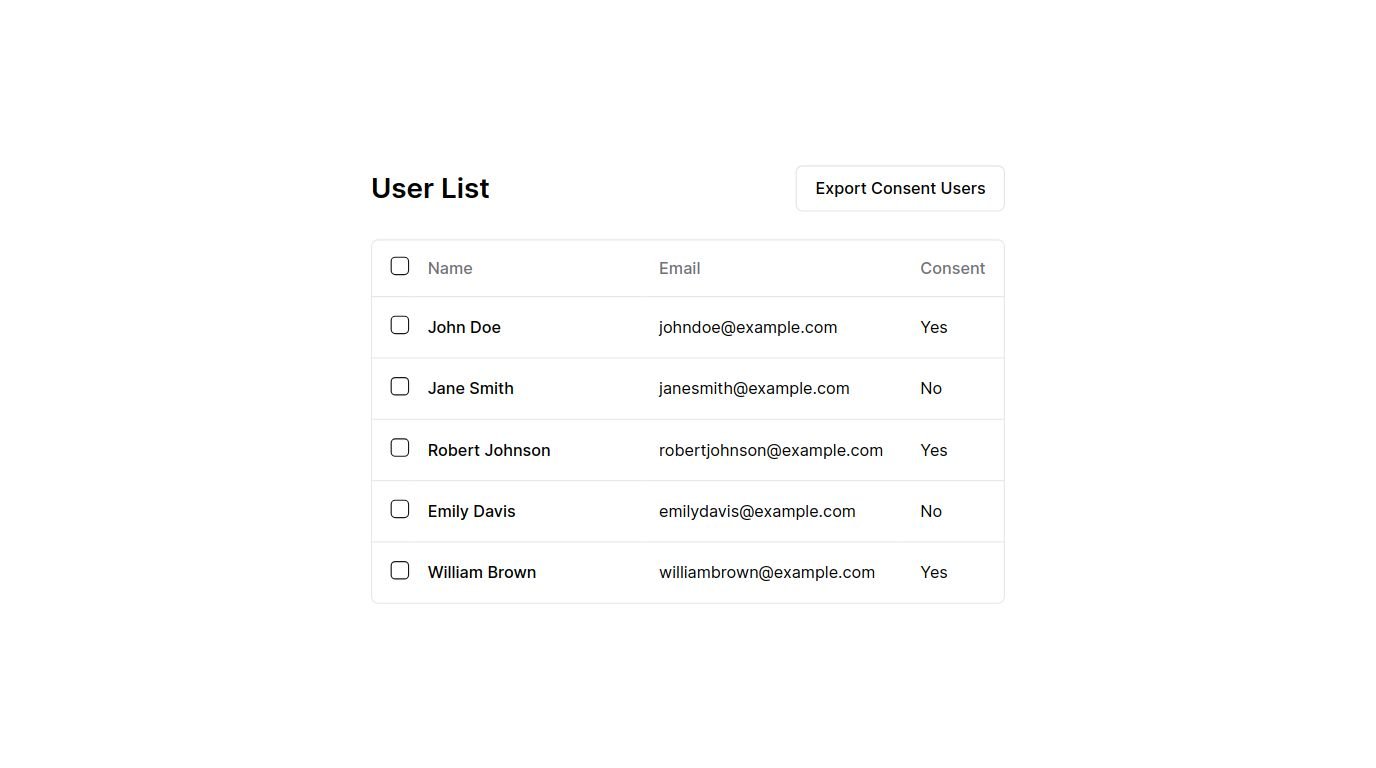 User List
Export Consent Users
Name Email Consent
John Doe johndoe@example.com Yes
Jane Smith janesmith@example.com No
Robert Johnson robertjohnson@example.com Yes
Emily Davis emilydavis@example.com No
William Brown williambrown@example.com Yes